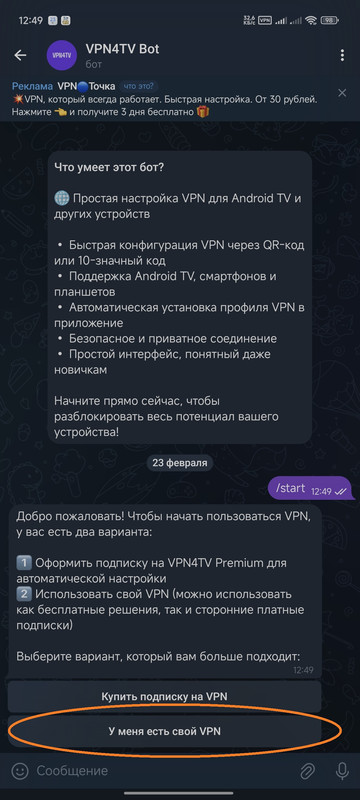 12:49
32,6 КБ/С VPN 98
VPN4TV
VPN4TV Bot
бот
Реклама VPN🔵Точка что это?
💥VPN, который всегда работает. Быстрая настройка. От 30 рублей.
Нажмите 👈 и получите 3 дня бесплатно 🎁
Что умеет этот бот?
🌐 Простая настройка VPN для Android TV и
других устройств
• Быстрая конфигурация VPN через QR-код
или 10-значный код
• Поддержка Android TV, смартфонов и
планшетов
• Автоматическая установка профиля VPN в
приложение
• Безопасное и приватное соединение
• Простой интерфейс, понятный даже
новичкам
Начните прямо сейчас, чтобы
разблокировать весь потенциал вашего
устройства!
23 февраля
/start 12:49
Добро пожаловать! Чтобы начать пользоваться VPN,
у вас есть два варианта:
1️⃣ Оформить подписку на VPN4TV Premium для
автоматической настройки
2️⃣ Использовать свой VPN (можно использовать
как бесплатные решения, так и сторонние платные
подписки)
Выберите вариант, который вам больше подходит:
12:49
Купить подписку на VPN
У меня есть свой VPN
Сообщение